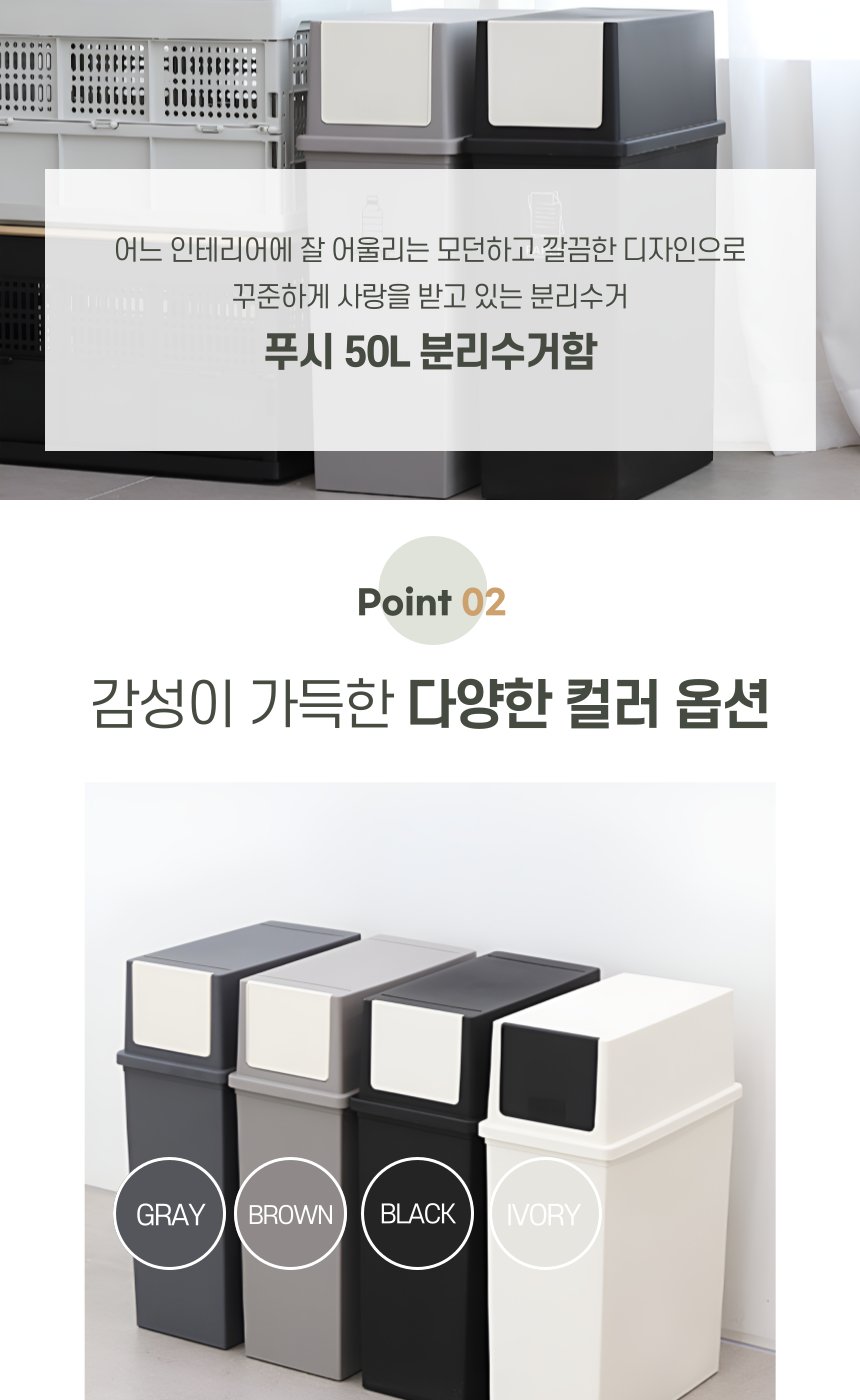 어느 인테리어에 잘 어울리는 모던하고 깔끔한 디자인으로
꾸준하게 사랑을 받고 있는 분리수거
푸시 50L 분리수거함
Point 02
감성이 가득한 다양한 컬러 옵션
GRAY
BROWN
BLACK
IVORY